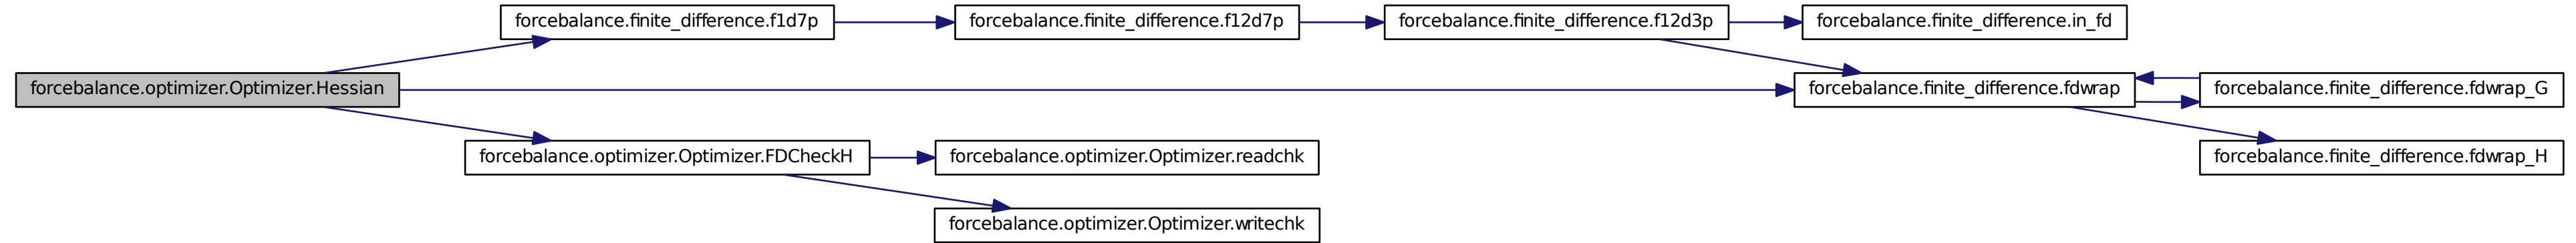 forcebalance.finite_difference.f1d7p
forcebalance.finite_difference.f12d7p
forcebalance.finite_difference.f12d3p
forcebalance.finite_difference.in_fd
forcebalance.optimizer.Optimizer.Hessian
forcebalance.finite_difference.fdwrap
forcebalance.finite_difference.fdwrap_G
forcebalance.optimizer.Optimizer.FDCheckH
forcebalance.optimizer.Optimizer.readchk
forcebalance.finite_difference.fdwrap_H
forcebalance.optimizer.Optimizer.writechk